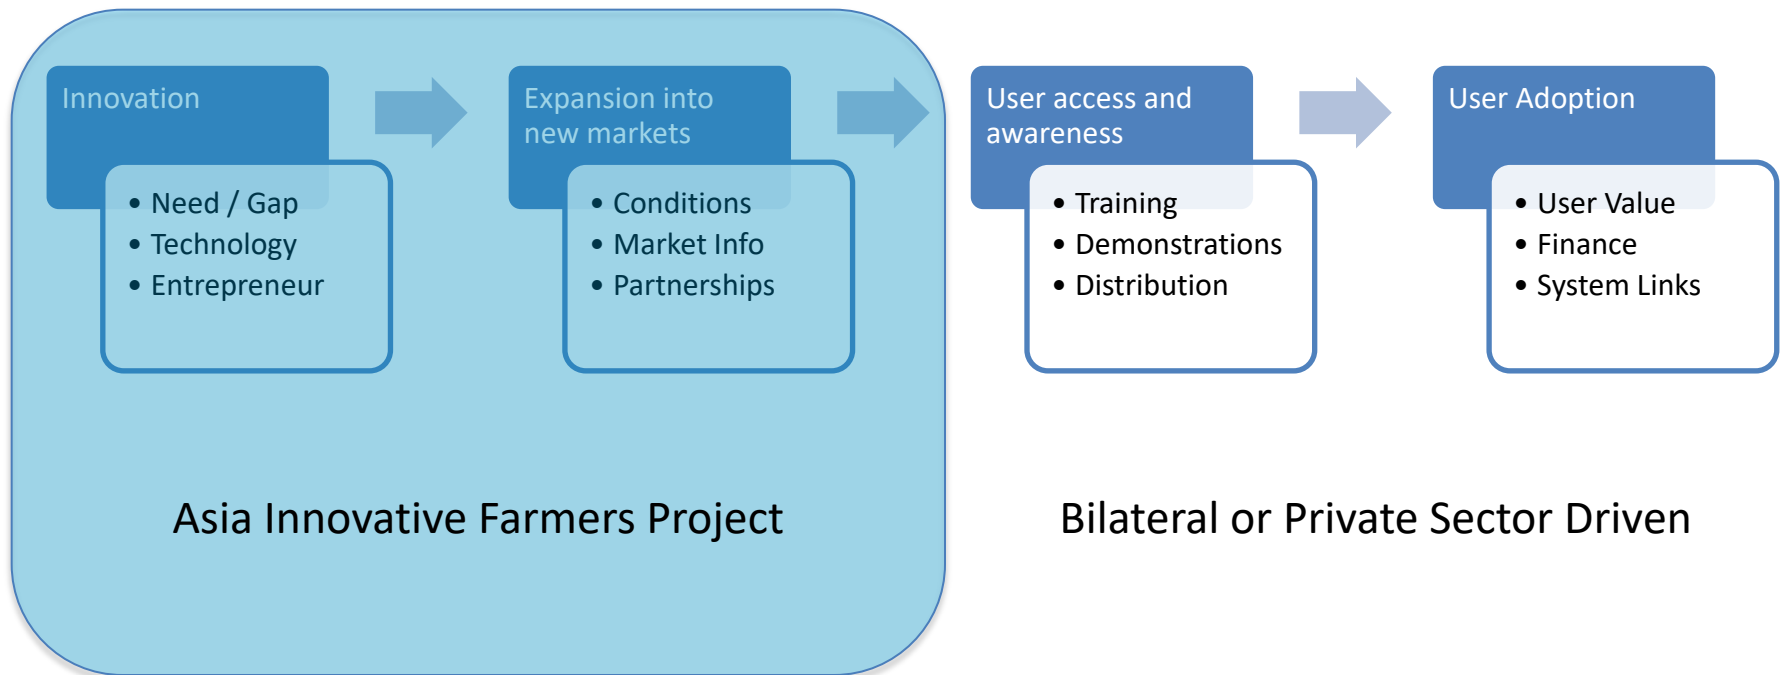 Innovation
• Need / Gap
• Technology
• Entrepreneur
Expansion into
new markets
• Conditions
• Market Info
• Partnerships
User access and
awareness
• Training
• Demonstrations
• Distribution
User Adoption
• User Value
• Finance
• System Links
Asia Innovative Farmers Project
Bilateral or Private Sector Driven